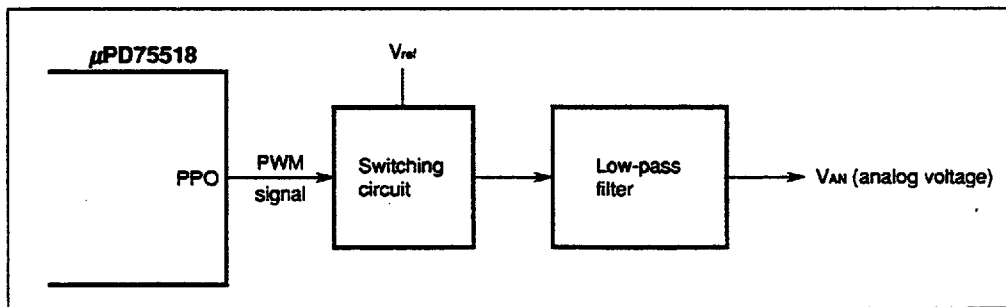 μPD75518
Vref
PPO
PWM
signal
Switching
circuit
Low-pass
filter
VAN (analog voltage)